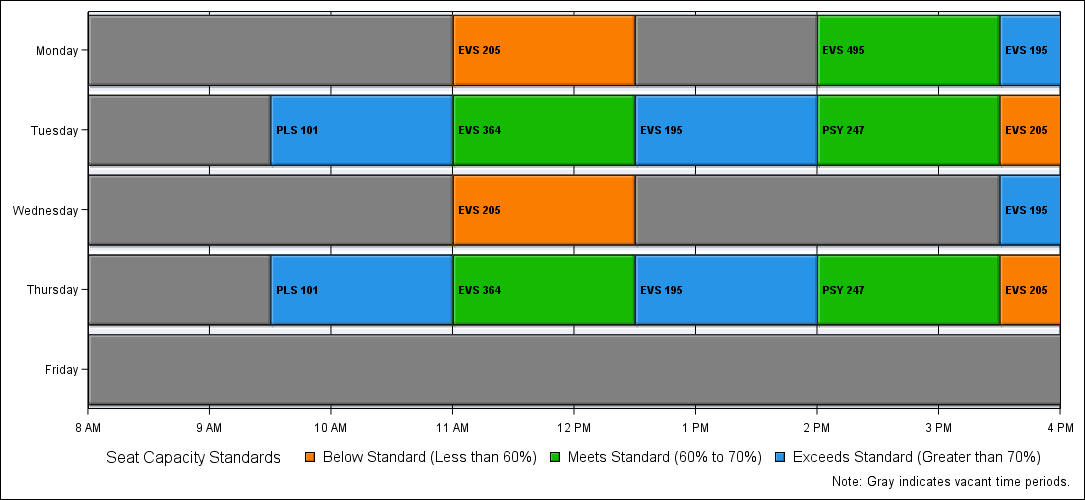 Monday
EVS 205
EVS 495
EVS 195
Tuesday
PLS 101
EVS 364
EVS 195
PSY 247
EVS 205
Wednesday
EVS 205
EVS 195
Thursday
PLS 101
EVS 364
EVS 195
PSY 247
EVS 205
Friday
8 AM 9 AM 10 AM 11 AM 12 PM 1 PM 2 PM 3 PM 4 PM
Seat Capacity Standards Below Standard (Less than 60%) Meets Standard (60% to 70%) Exceeds Standard (Greater than 70%)
Note: Gray indicates vacant time periods.